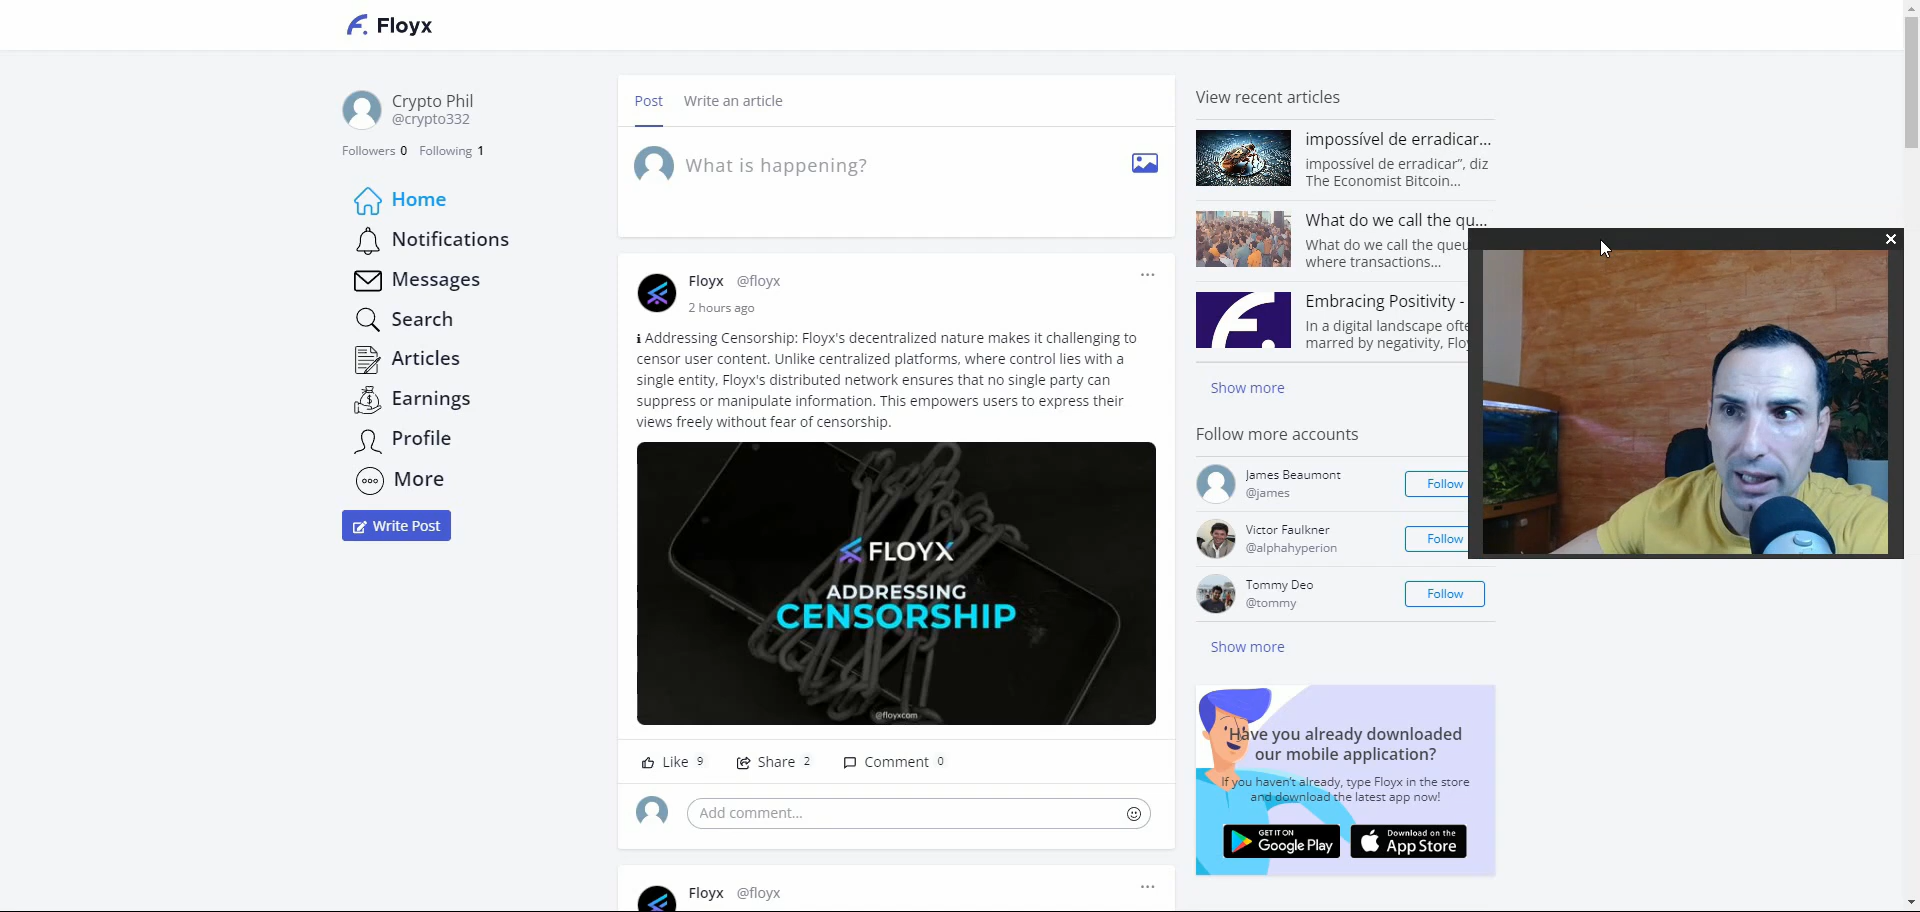 Floyx
Crypto Phil
@crypto332
Followers 0 Following 1
Home
Notifications
Messages
Search
Articles
Earnings
Profile
More
Write Post
Post Write an article
What is happening?
Floyx @floyx
2 hours ago
ℹ Addressing Censorship: Floyx's decentralized nature makes it challenging to
censor user content. Unlike centralized platforms, where control lies with a
single entity, Floyx's distributed network ensures that no single party can
suppress or manipulate information. This empowers users to express their
views freely without fear of censorship.
FLOYX
ADDRESSING
CENSORSHIP
@floyxcom
Like 9 Share 2 Comment 0
Add comment...
Floyx @floyx
View recent articles
impossível de erradicar...
impossível de erradicar”, diz
The Economist Bitcoin...
What do we call the qu...
What do we call the queu
where transactions...
Embracing Positivity -
In a digital landscape ofte
marred by negativity, Floy
Show more
Follow more accounts
James Beaumont
@james
Follow
Victor Faulkner
@alphahyperion
Follow
Tommy Deo
@tommy
Follow
Show more
Have you already downloaded
our mobile application?
If you haven't already, type Floyx in the store
and download the latest app now!
GET IT ON
Google Play
Download on the
App Store